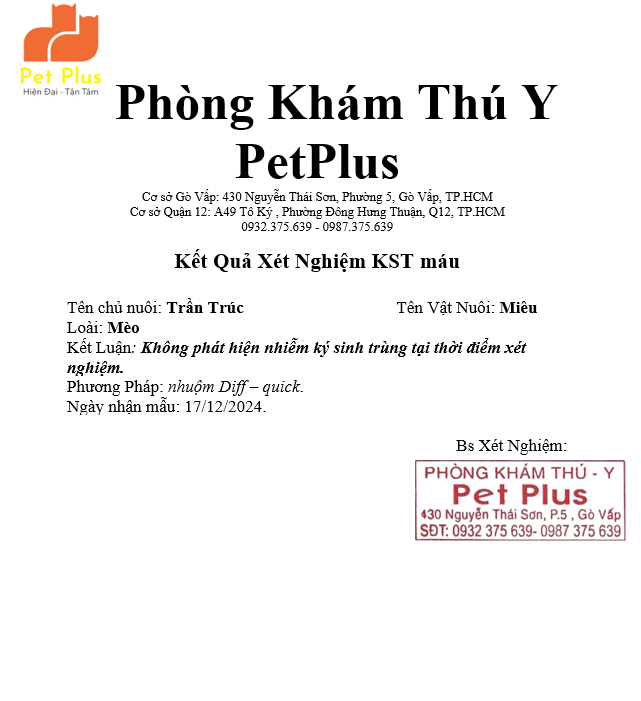 Pet Plus
Hiện Đại - Tận Tâm
Phòng Khám Thú Y
PetPlus
Cơ sở Gò Vấp: 430 Nguyễn Thái Sơn, Phường 5, Gò Vấp, TP.HCM
Cơ sở Quận 12: A49 Tô Ký , Phường Đông Hưng Thuận, Q12, TP.HCM
0932.375.639 - 0987.375.639
Kết Quả Xét Nghiệm KST máu
Tên chủ nuôi: Trần Trúc Tên Vật Nuôi: Miêu
Loài: Mèo
Kết Luận: Không phát hiện nhiễm ký sinh trùng tại thời điểm xét
nghiệm.
Phương Pháp: nhuộm Diff – quick.
Ngày nhận mẫu: 17/12/2024.
Bs Xét Nghiệm:
PHÒNG KHÁM THÚ - Y
Pet Plus
430 Nguyễn Thái Sơn, P.5 , Gò Vấp
SĐT: 0932 375 639- 0987 375 639